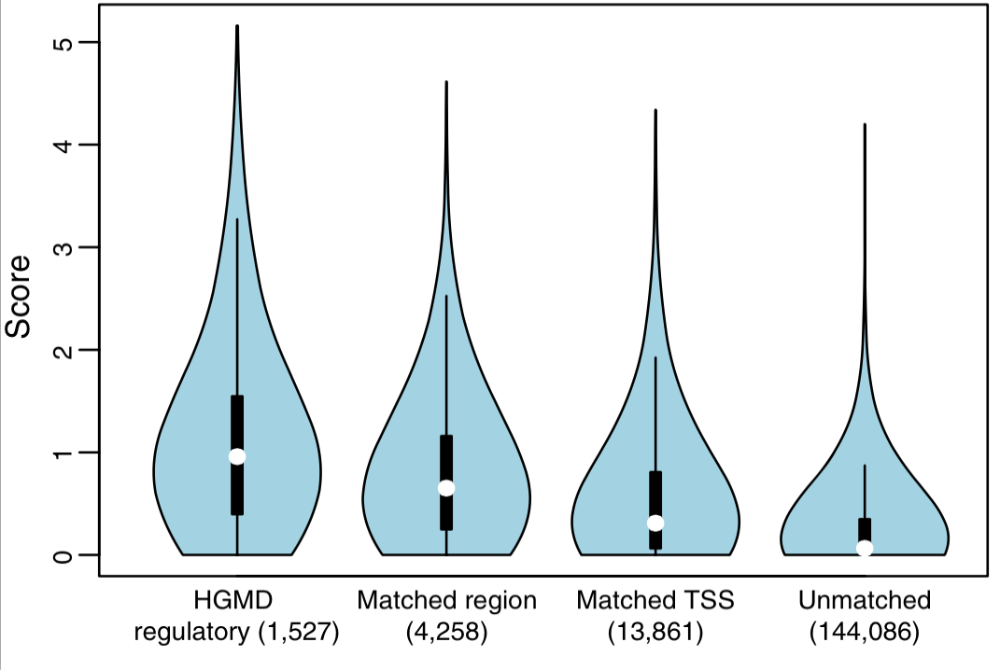 5
4
3
2
1
0
Score
HGMD
regulatory (1,527)
Matched region
(4,258)
Matched TSS
(13,861)
Unmatched
(144,086)